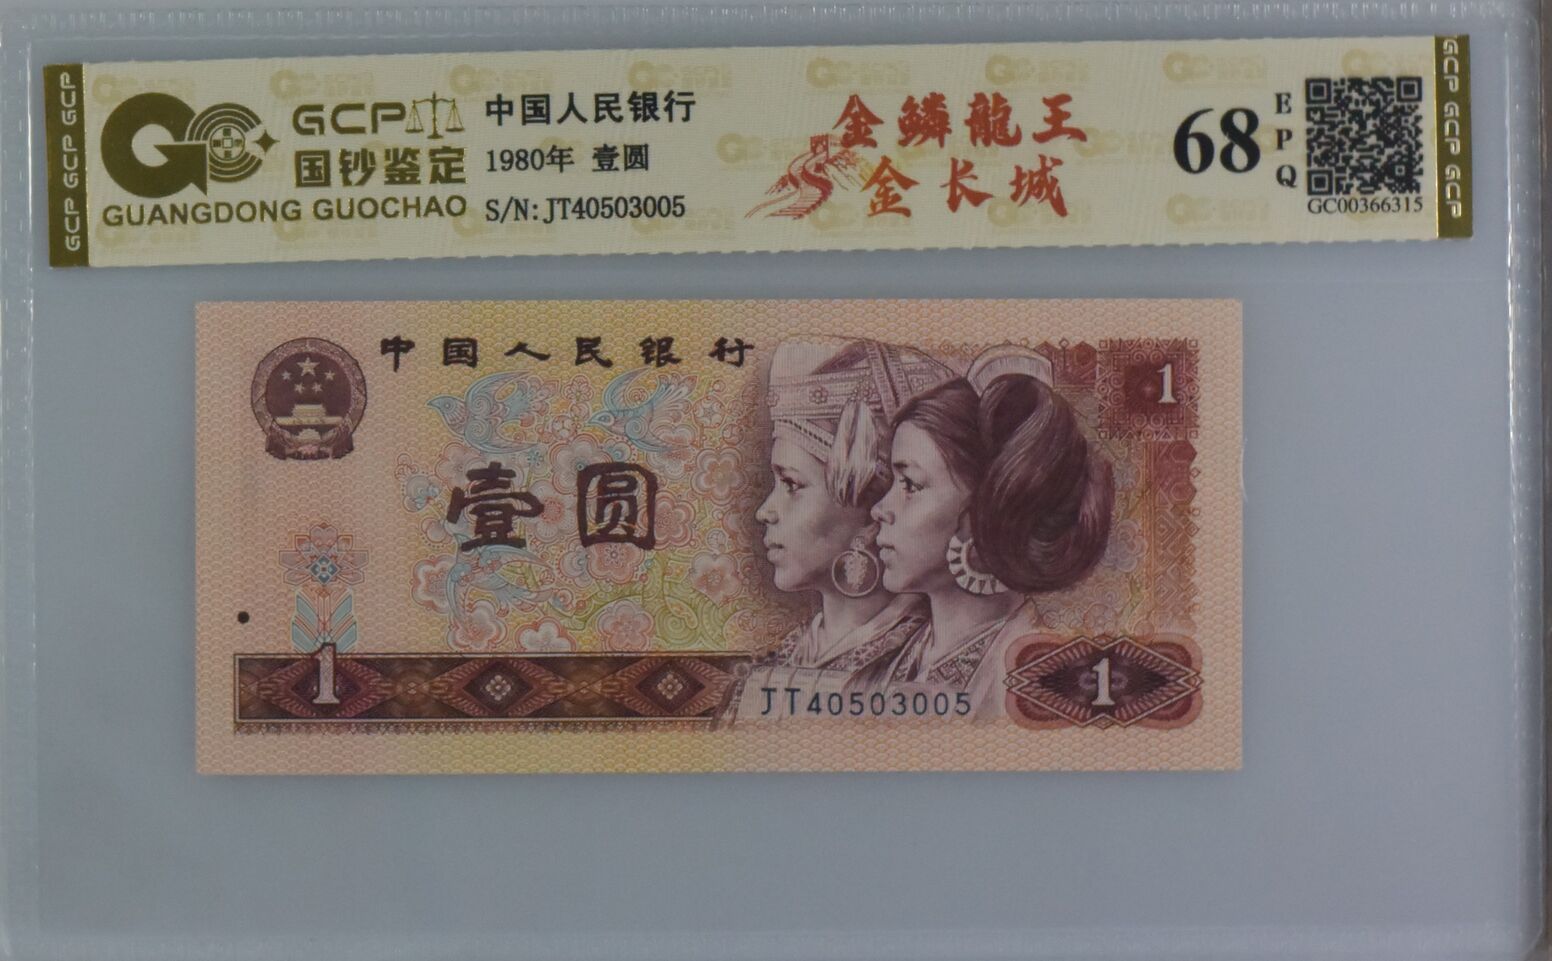 GCP GCP GCP
GCP
国钞鉴定
GUANGDONG GUOCHAO
中国人民银行
1980年 壹圆
S/N:JT40503005
金鳞龍王
金长城
68
EPQ
GC00366315
GCP GCP GCP
中国人民银行
1
壹圆
1
JT40503005
1